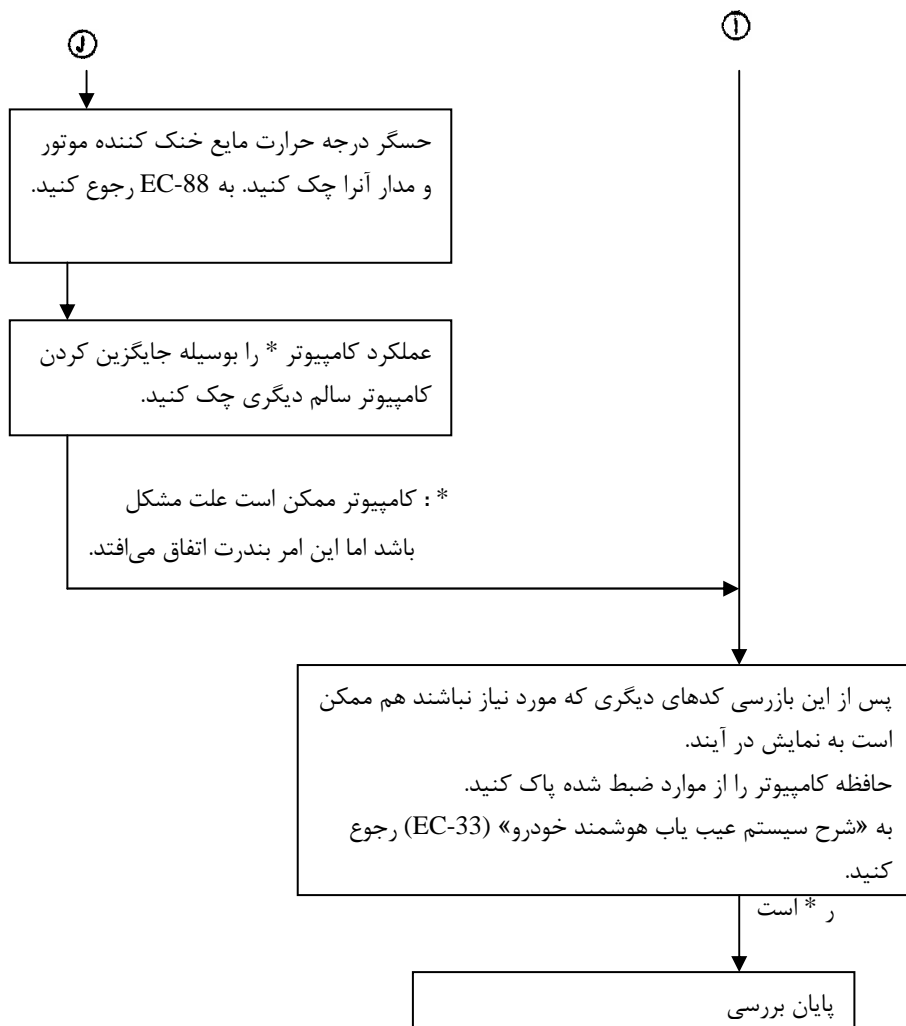 حسگر درجه حرارت مایع خنک کننده موتور
و مدار آنرا چک کنید. به EC-88 رجوع کنید.
عملکرد کامپیوتر * را بوسیله جایگزین کردن
کامپیوتر سالم دیگری چک کنید.
* : کامپیوتر ممکن است علت مشکل
باشد اما این امر بندرت اتفاق می‌افتد.
پس از این بازرسی کدهای دیگری که مورد نیاز نباشند هم ممکن
است به نمایش در آیند.
حافظه کامپیوتر را از موارد ضبط شده پاک کنید.
به «شرح سیستم عیب یاب هوشمند خودرو» (EC-33) رجوع
کنید.
ر * است
پایان بررسی